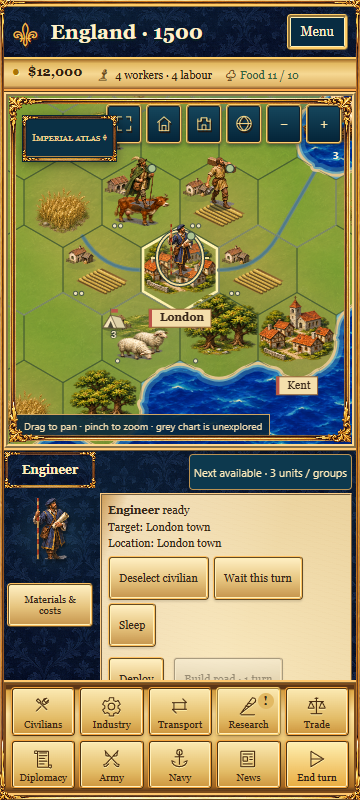 England · 1500
Menu
$12,000
4 workers · 4 labour
Food 11 / 10
Imperial atlas
3
London
3
Kent
Drag to pan · pinch to zoom · grey chart is unexplored
Engineer
Next available · 3 units / groups
Engineer ready
Target: London town
Location: London town
Materials & costs
Deselect civilian
Wait this turn
Sleep
Deploy
Build road · 1 turn
Civilians
Industry
Transport
Research
!
Trade
Diplomacy
Army
Navy
News
End turn